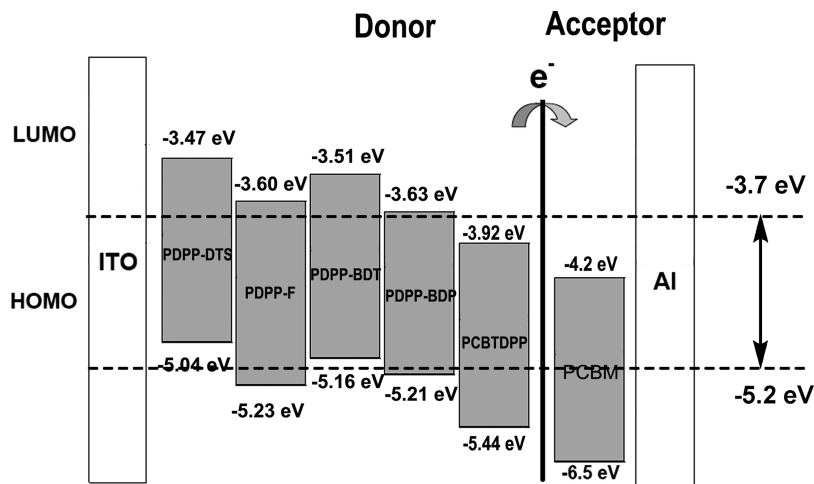 Donor
Acceptor
e-
LUMO
-3.47 eV
-3.51 eV
-3.60 eV
-3.63 eV
-3.7 eV
-3.92 eV
-4.2 eV
ITO
PDPP-DTS
PDPP-F
PDPP-BDT
PDPP-BDP
PCBTDPP
PCBM
Al
HOMO
-5.04 eV
-5.23 eV
-5.16 eV
-5.21 eV
-5.44 eV
-6.5 eV
-5.2 eV